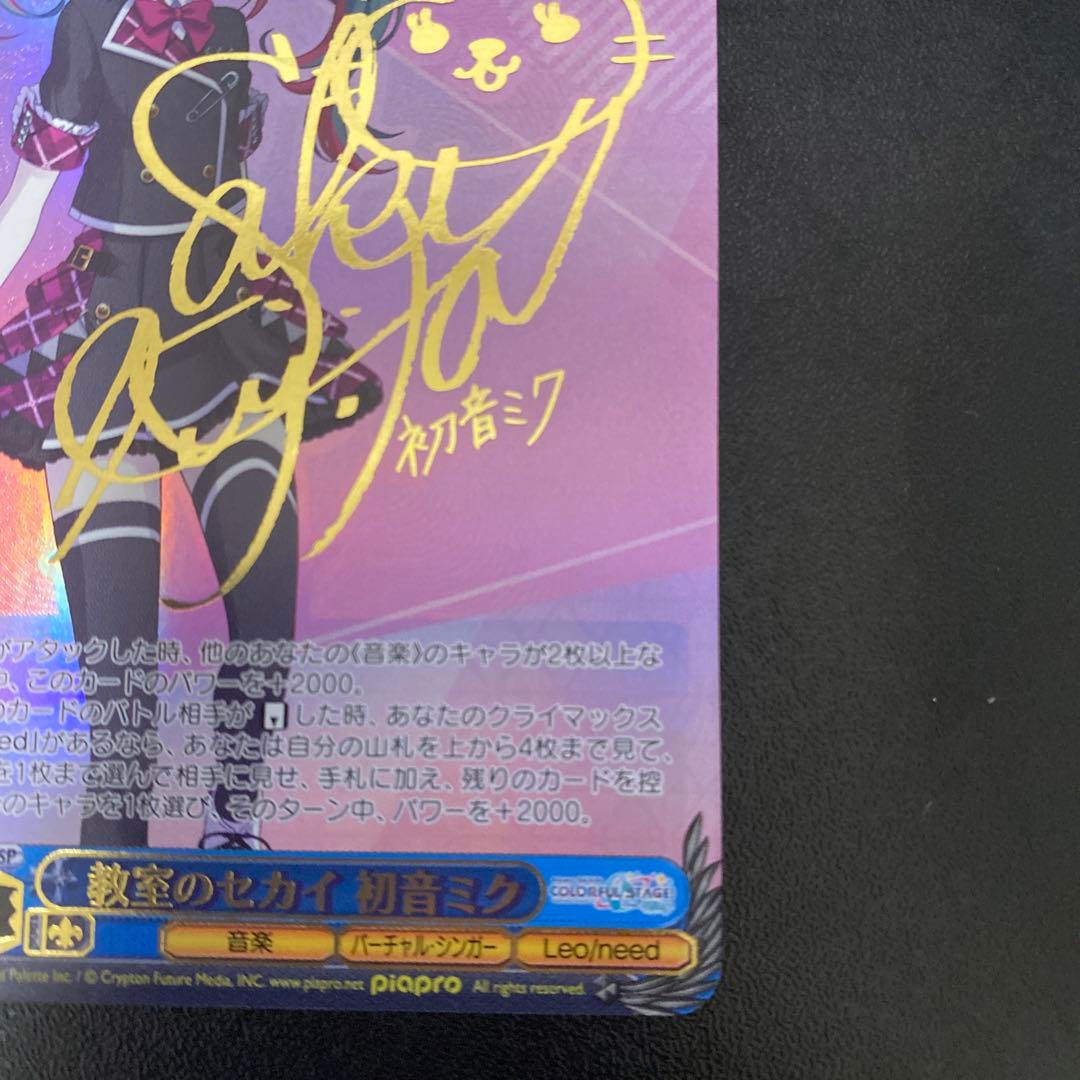 Saki Fujita
初音ミク
がアタックした時、他のあなたの《音楽》のキャラが2枚以上な
、このカードのパワーを+2000。
のカードのバトル相手が した時、あなたのクライマックス
ed」があるなら、あなたは自分の山札を上から4枚まで見て、
を1枚まで選んで相手に見せ、手札に加え、残りのカードを控
のキャラを1枚選び、そのターン中、パワーを+2000。
SP
教室のセカイ 初音ミク
COLORFUL STAGE
音楽 バーチャル・シンガー Leo/need
Palette Inc. / © Crypton Future Media, INC. www.piapro.net piapro All rights reserved.